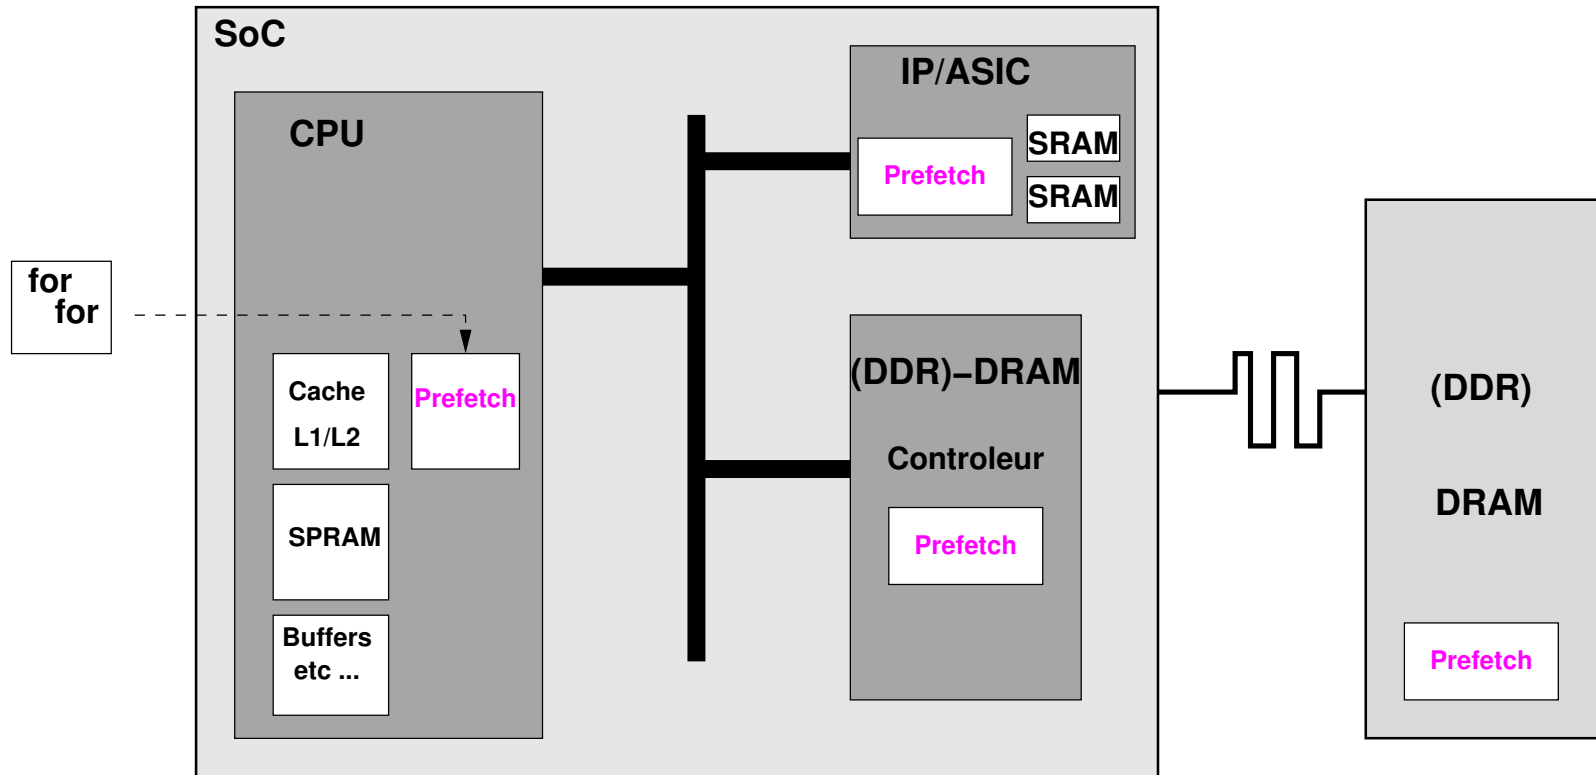 SoC
CPU
for
for
Cache
L1/L2
Prefetch
SPRAM
Buffers
etc ...
IP/ASIC
Prefetch
SRAM
SRAM
(DDR)–DRAM
Controleur
Prefetch
(DDR)
DRAM
Prefetch